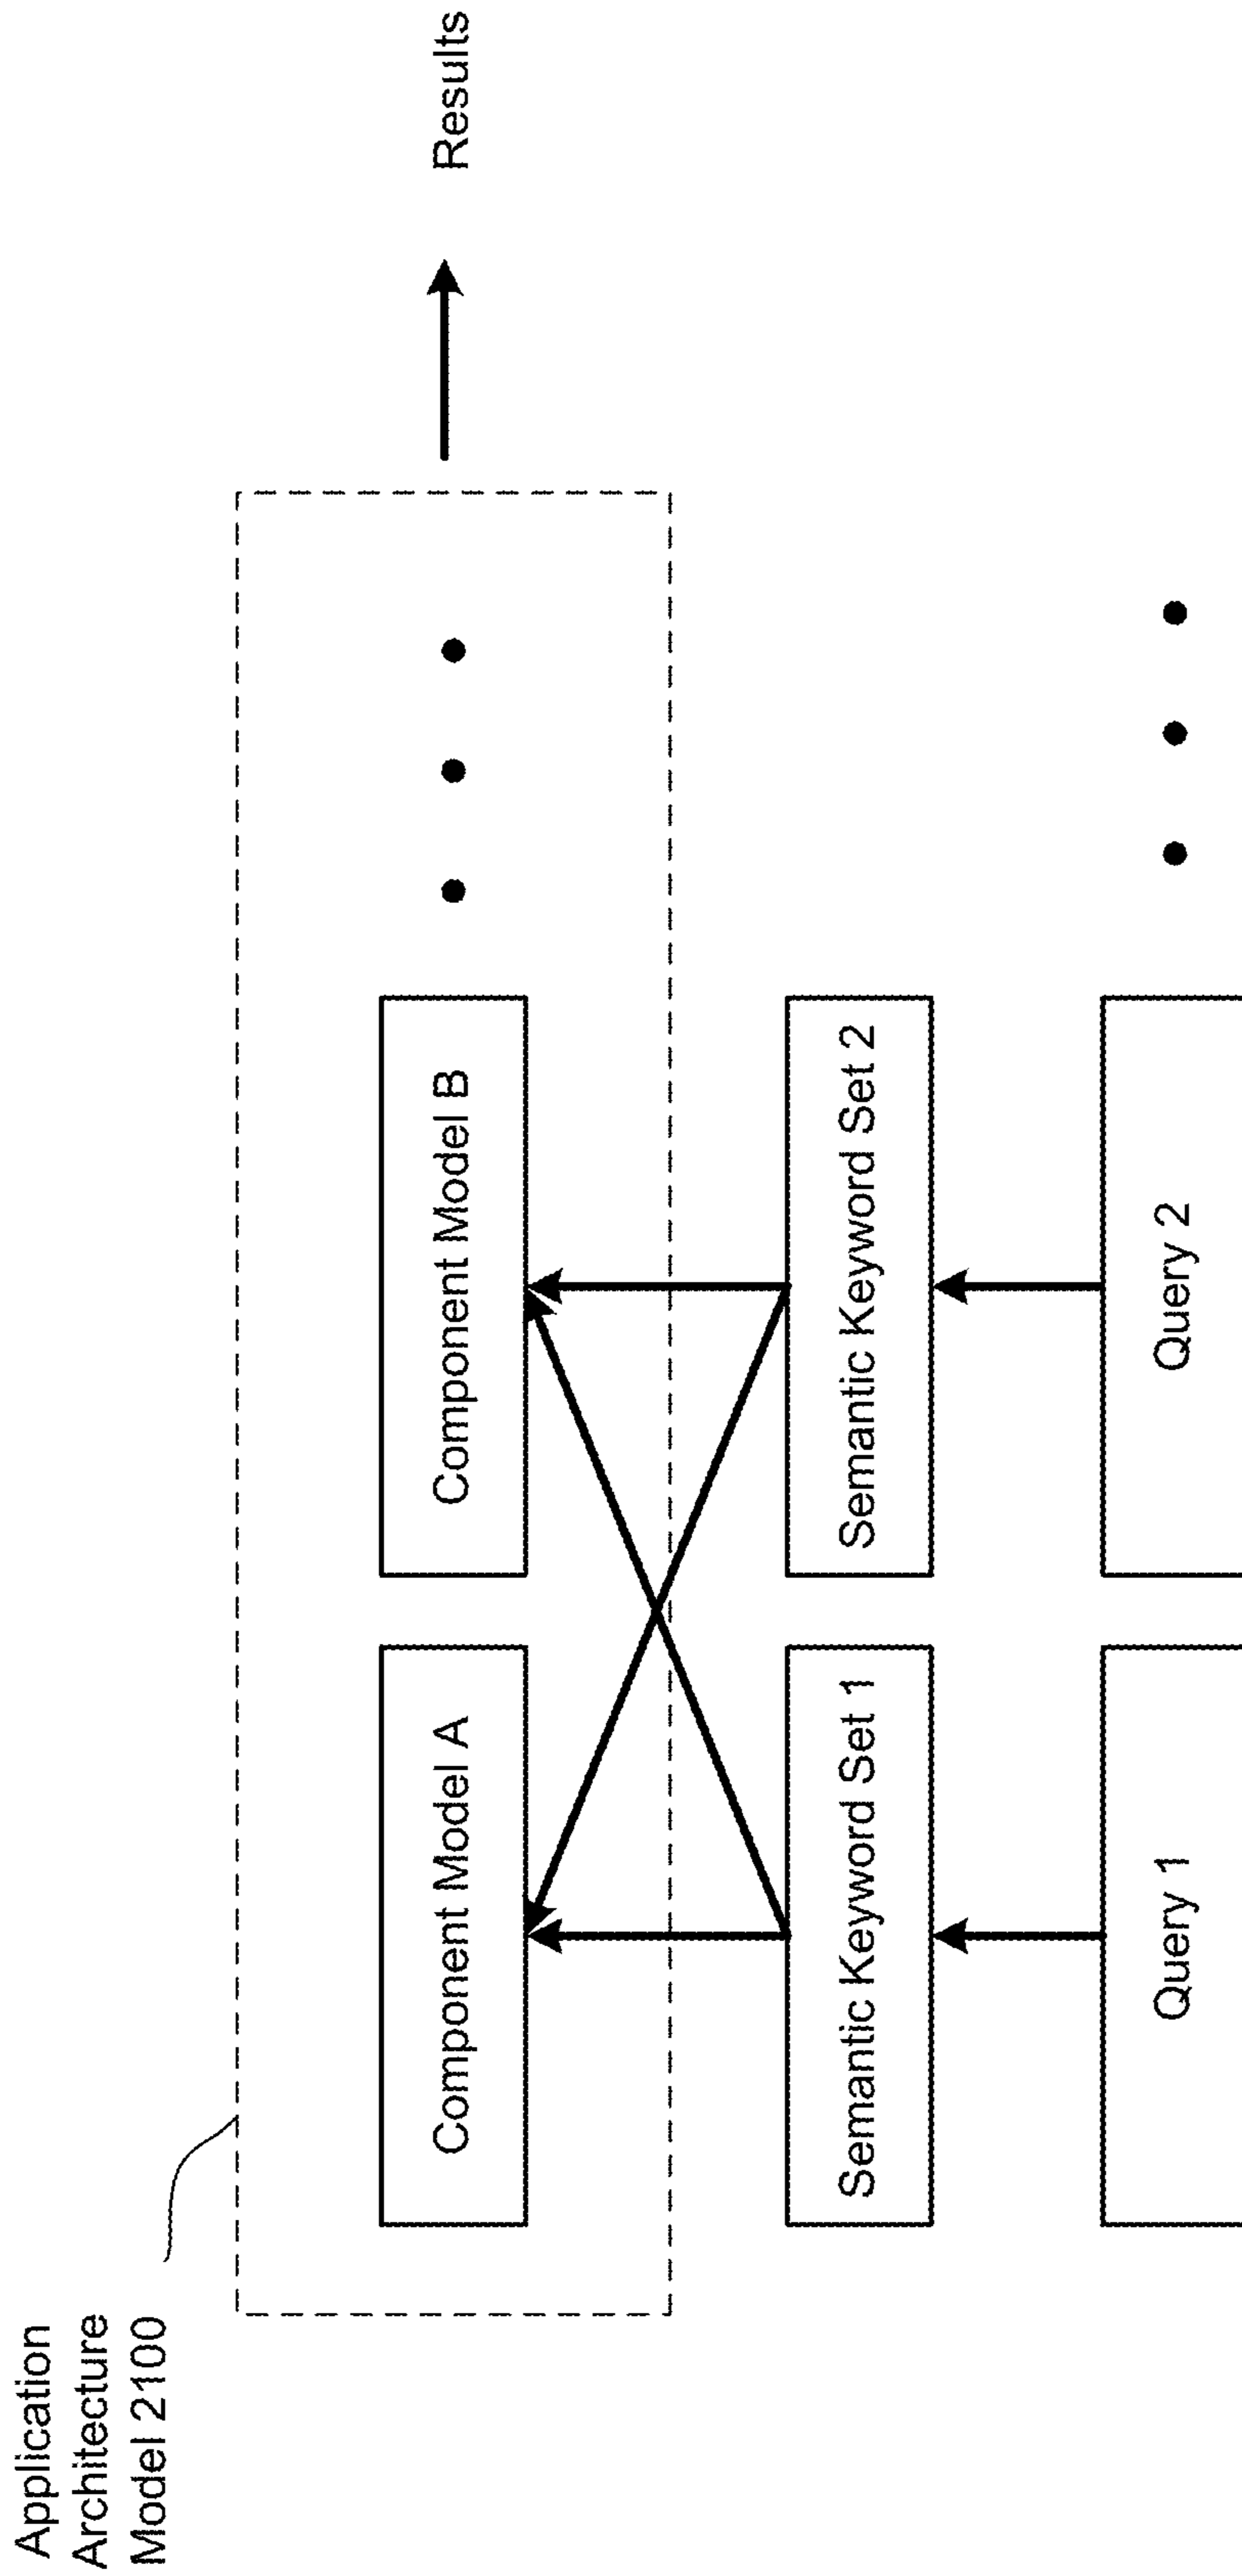 Application
Architecture
Model 2100
Component Model A
Component Model B
Results
Semantic Keyword Set 1
Semantic Keyword Set 2
Query 1
Query 2